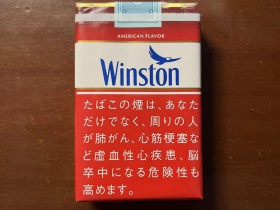 AMERICAN FLAVOR
Winston
たばこの煙は、あなた
だけでなく、周りの人
が肺がん、心筋梗塞な
ど虚血性心疾患、脳
卒中になる危険性も
高めます。